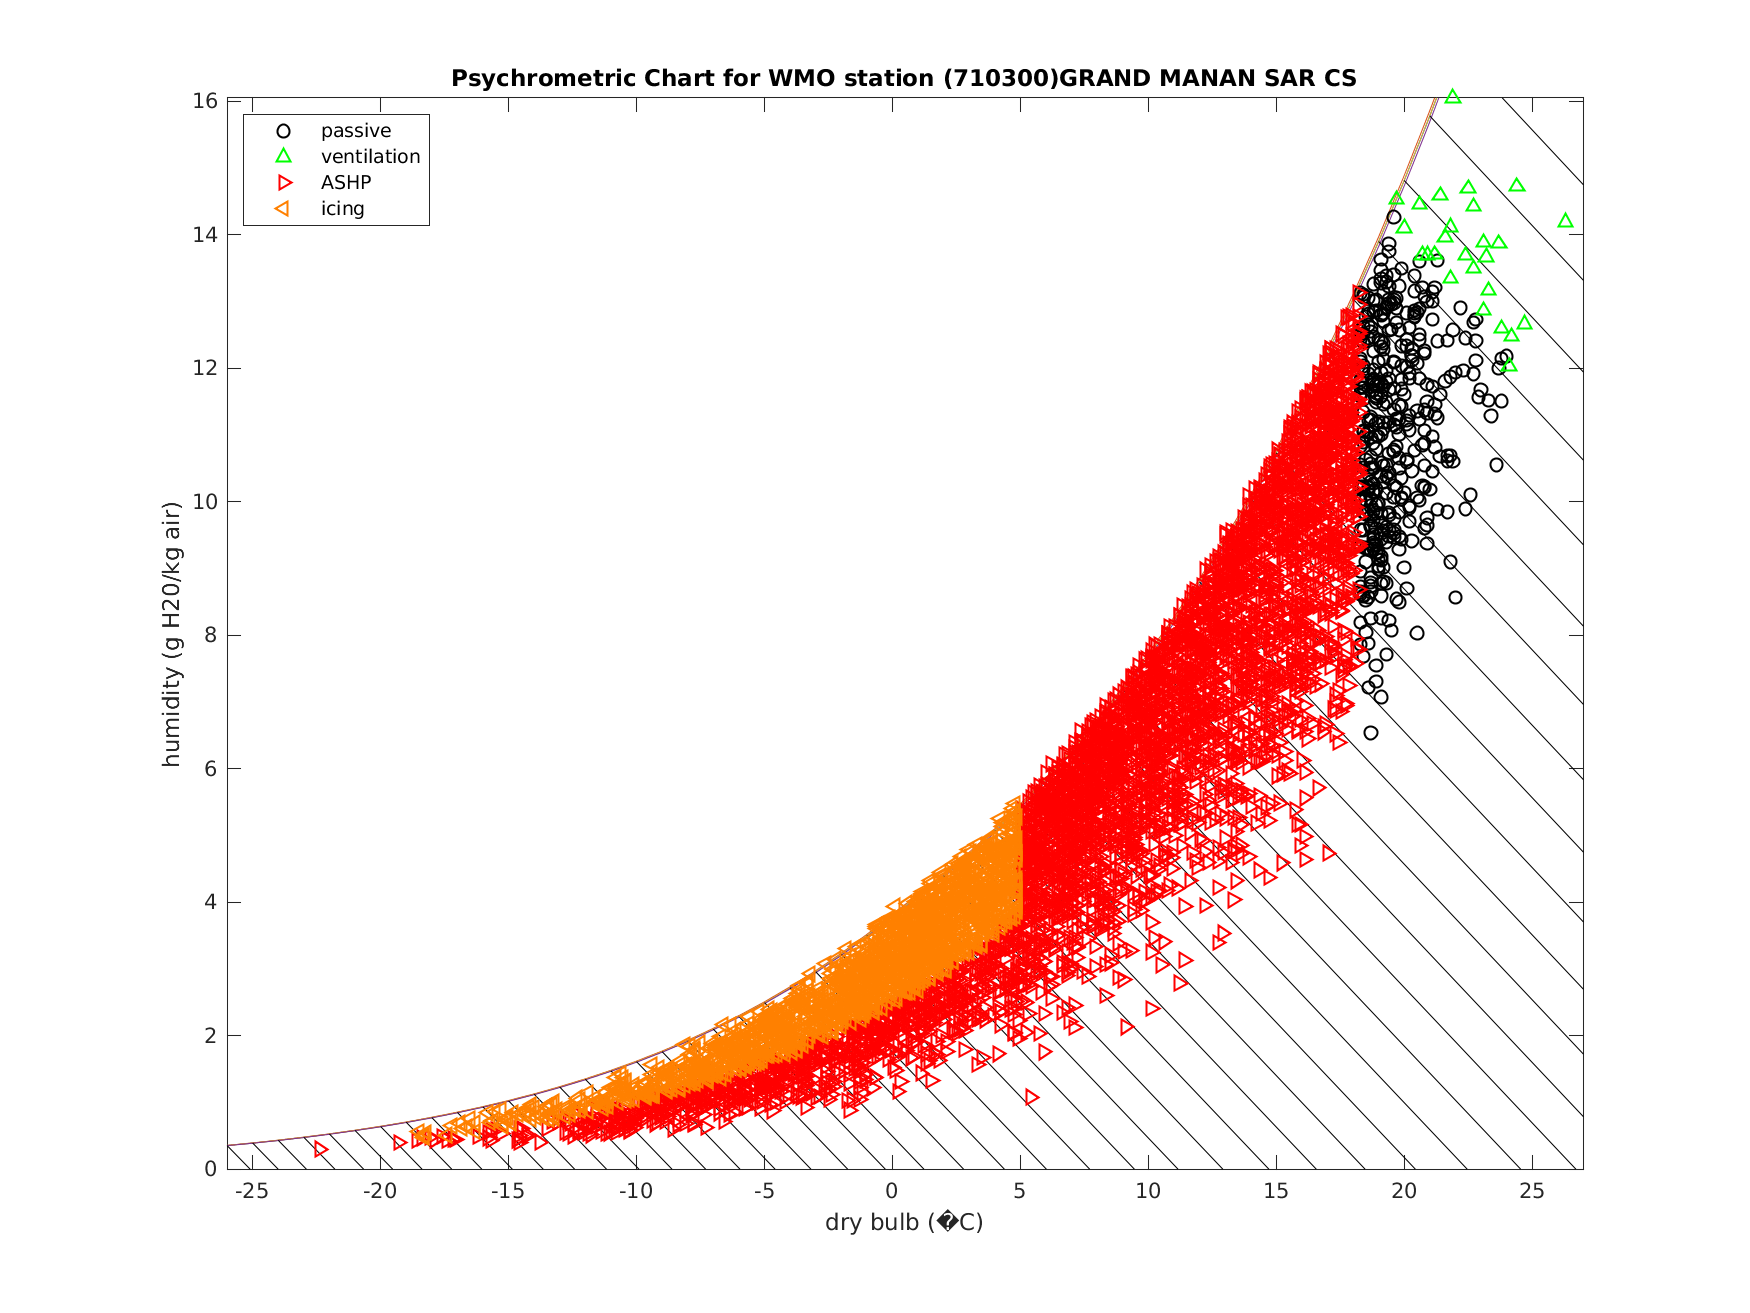 Psychrometric Chart for WMO station (710300)GRAND MANAN SAR CS
passive
ventilation
ASHP
icing
humidity (g H20/kg air)
16
14
12
10
8
6
4
2
0
-25 -20 -15 -10 -5 0 5 10 15 20 25
dry bulb (�C)